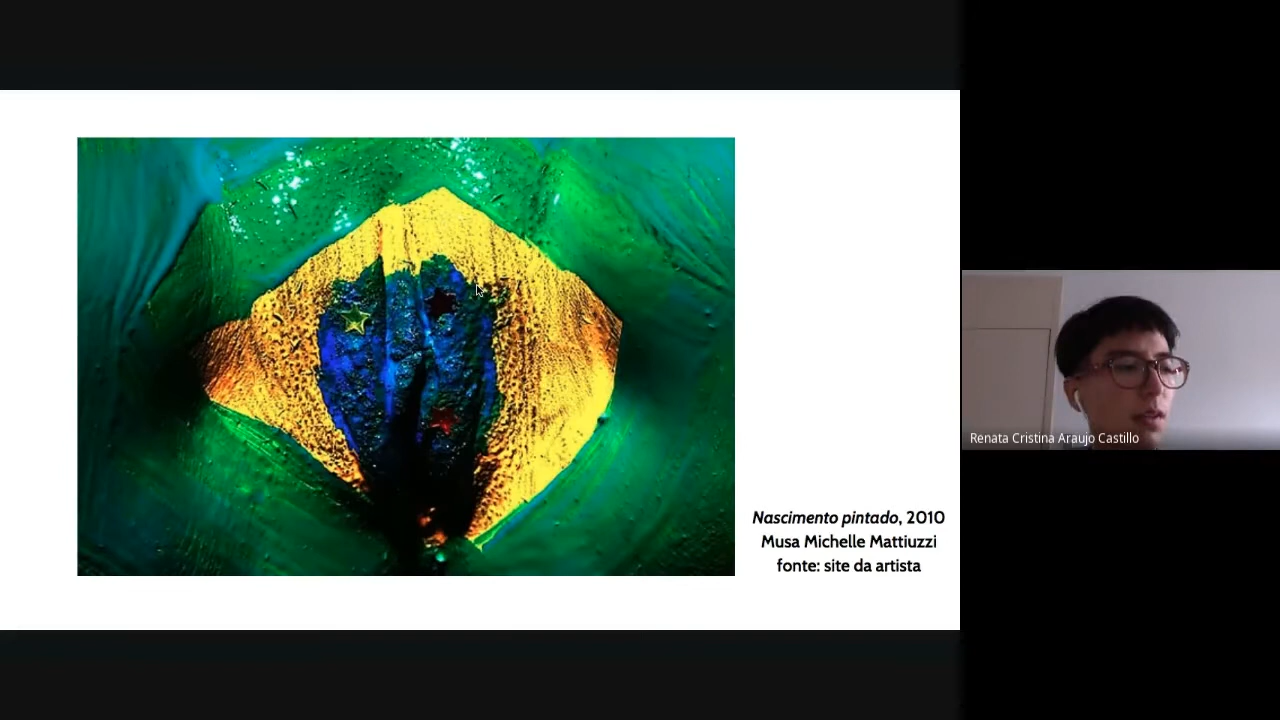 Nascimento pintado, 2010
Musa Michelle Mattiuzzi
fonte: site da artista
Renata Cristina Araujo Castillo